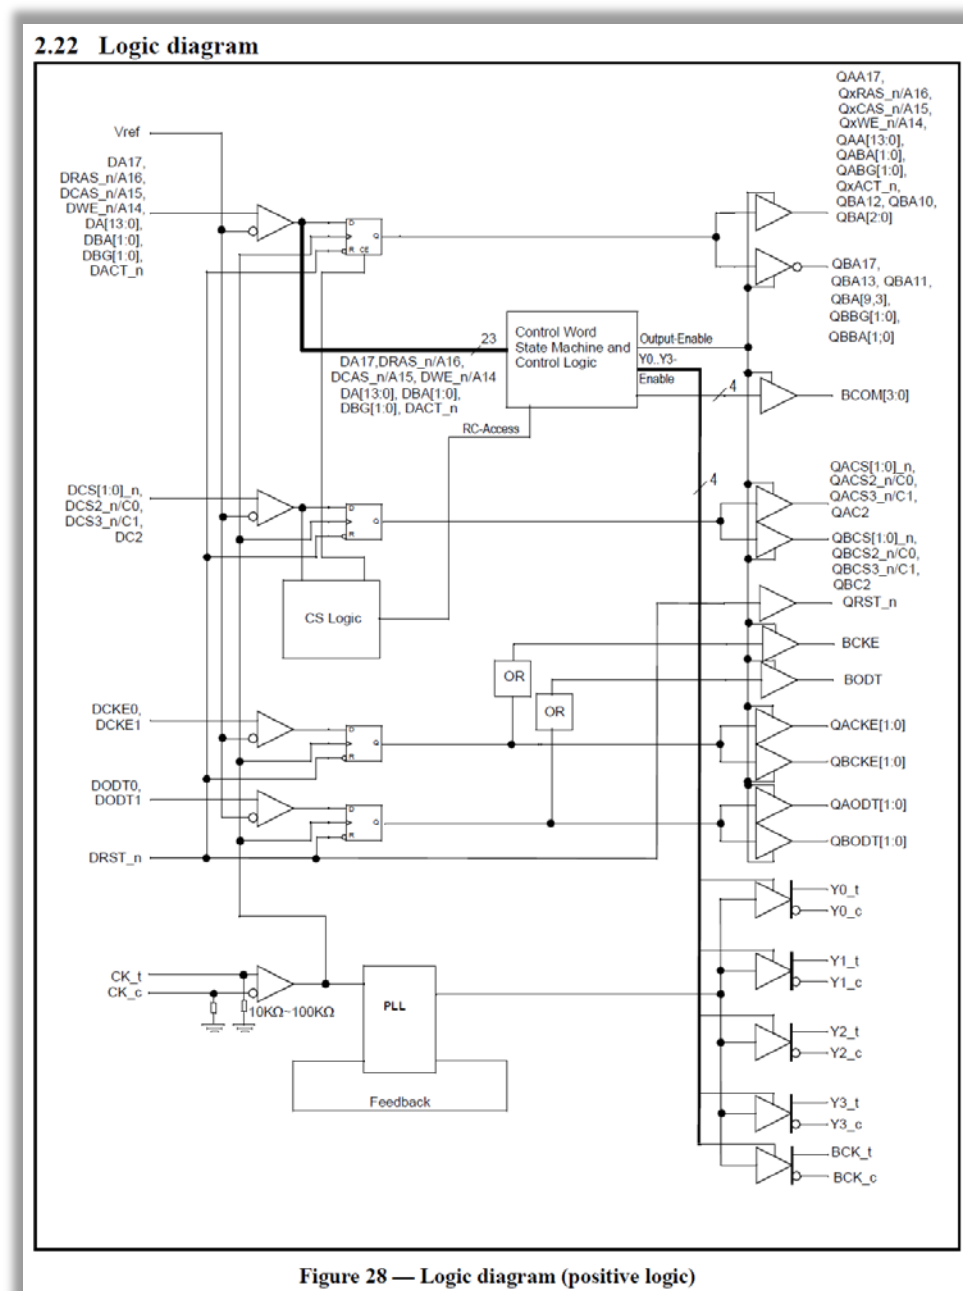 2.22 Logic diagram
Vref
DA17,
DRAS_n/A16,
DCAS_n/A15,
DWE_n/A14,
DA[13:0],
DBA[1:0],
DBG[1:0],
DACT_n
D
Q
R CE
QAA17,
QxRAS_n/A16,
QxCAS_n/A15,
QxWE_n/A14,
QAA[13:0],
QABA[1:0],
QABG[1:0],
QxACT_n,
QBA12, QBA10,
QBA[2:0]
QBA17,
QBA13, QBA11,
QBA[9,3],
QBBG[1:0],
QBBA[1;0]
23
DA17,DRAS_n/A16,
DCAS_n/A15, DWE_n/A14
DA[13:0], DBA[1:0],
DBG[1:0], DACT_n
Control Word
State Machine and
Control Logic
Output-Enable
Y0..Y3-
Enable
4
BCOM[3:0]
RC-Access
4
DCS[1:0]_n,
DCS2_n/C0,
DCS3_n/C1,
DC2
D
Q
R
QACS[1:0]_n,
QACS2_n/C0,
QACS3_n/C1,
QAC2
QBCS[1:0]_n,
QBCS2_n/C0,
QBCS3_n/C1,
QBC2
CS Logic
QRST_n
BCKE
OR
BODT
OR
DCKE0,
DCKE1
D
Q
R
QACKE[1:0]
QBCKE[1:0]
DODT0,
DODT1
D
Q
R
QAODT[1:0]
QBODT[1:0]
DRST_n
Y0_t
Y0_c
CK_t
CK_c
10KΩ~100KΩ
PLL
Feedback
Y1_t
Y1_c
Y2_t
Y2_c
Y3_t
Y3_c
BCK_t
BCK_c
Figure 28 — Logic diagram (positive logic)